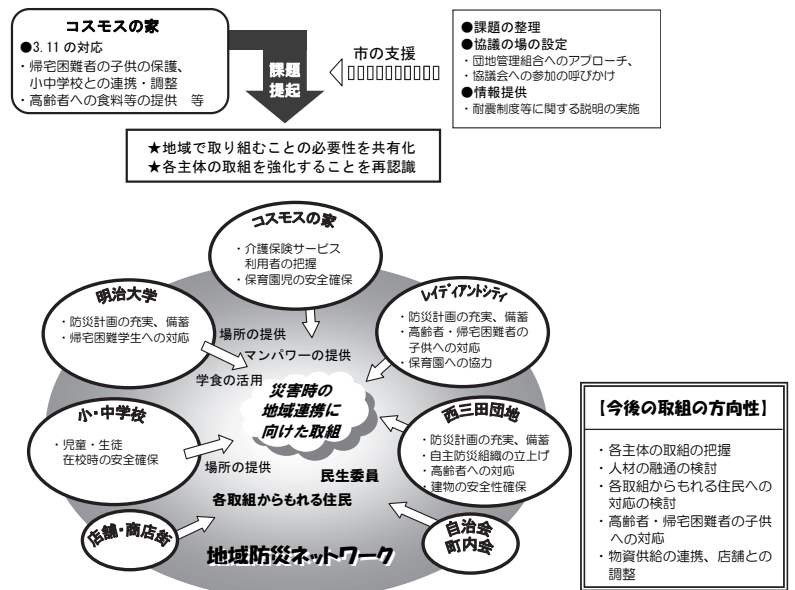 コスモスの家
●3.11の対応
・帰宅困難者の子供の保護、
小中学校との連携・調整
・高齢者への食料等の提供　等
課題
提起
市の支援
●課題の整理
●協議の場の設定
・団地管理組合へのアプローチ、
・協議会への参加の呼びかけ
●情報提供
・耐震制度等に関する説明の実施
★地域で取り組むことの必要性を共有化
★各主体の取組を強化することを再認識
コスモスの家
・介護保険サービス
利用者の把握
・保育園児の安全確保
明治大学
・防災計画の充実、備蓄
・帰宅困難学生への対応
場所の提供
マンパワーの提供
学食の活用
レイディアントシティ
・防災計画の充実、備蓄
・高齢者・帰宅困難者の
子供への対応
・保育園への協力
災害時の
地域連携に
向けた取組
小・中学校
・児童・生徒
在校時の安全確保
場所の提供
西三田団地
・防災計画の充実、備蓄
・自主防災組織の立上げ
・高齢者への対応
・建物の安全性確保
民生委員
各取組からもれる住民
店舗・商店街
自治会
町内会
地域防災ネットワーク
【今後の取組の方向性】
・各主体の取組の把握
・人材の融通の検討
・各取組からもれる住民への
対応の検討
・高齢者・帰宅困難者の子供
への対応
・物資供給の連携、店舗との
調整